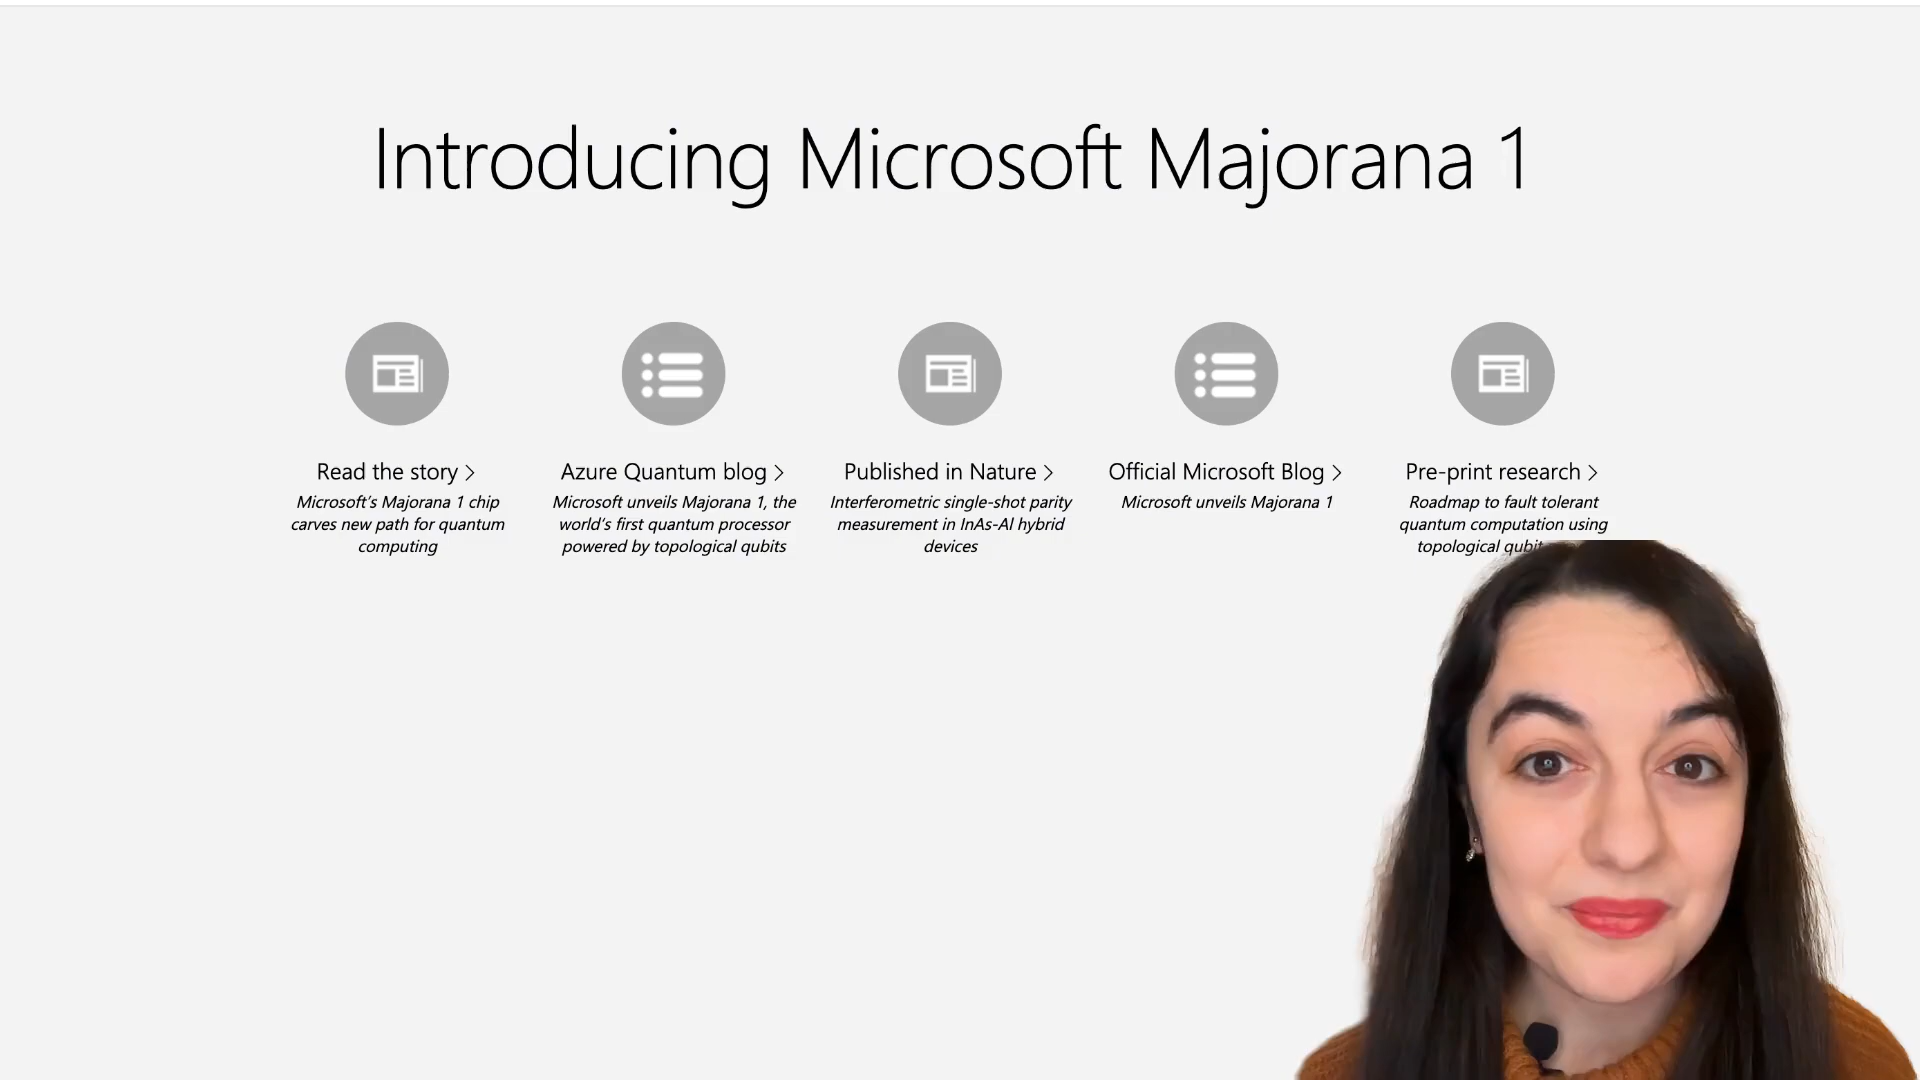 Introducing Microsoft Majorana 1
Read the story >
Microsoft's Majorana 1 chip
carves new path for quantum
computing
Azure Quantum blog >
Microsoft unveils Majorana 1, the
world's first quantum processor
powered by topological qubits
Published in Nature >
Interferometric single-shot parity
measurement in InAs-Al hybrid
devices
Official Microsoft Blog >
Microsoft unveils Majorana 1
Pre-print research >
Roadmap to fault tolerant
quantum computation using
topological